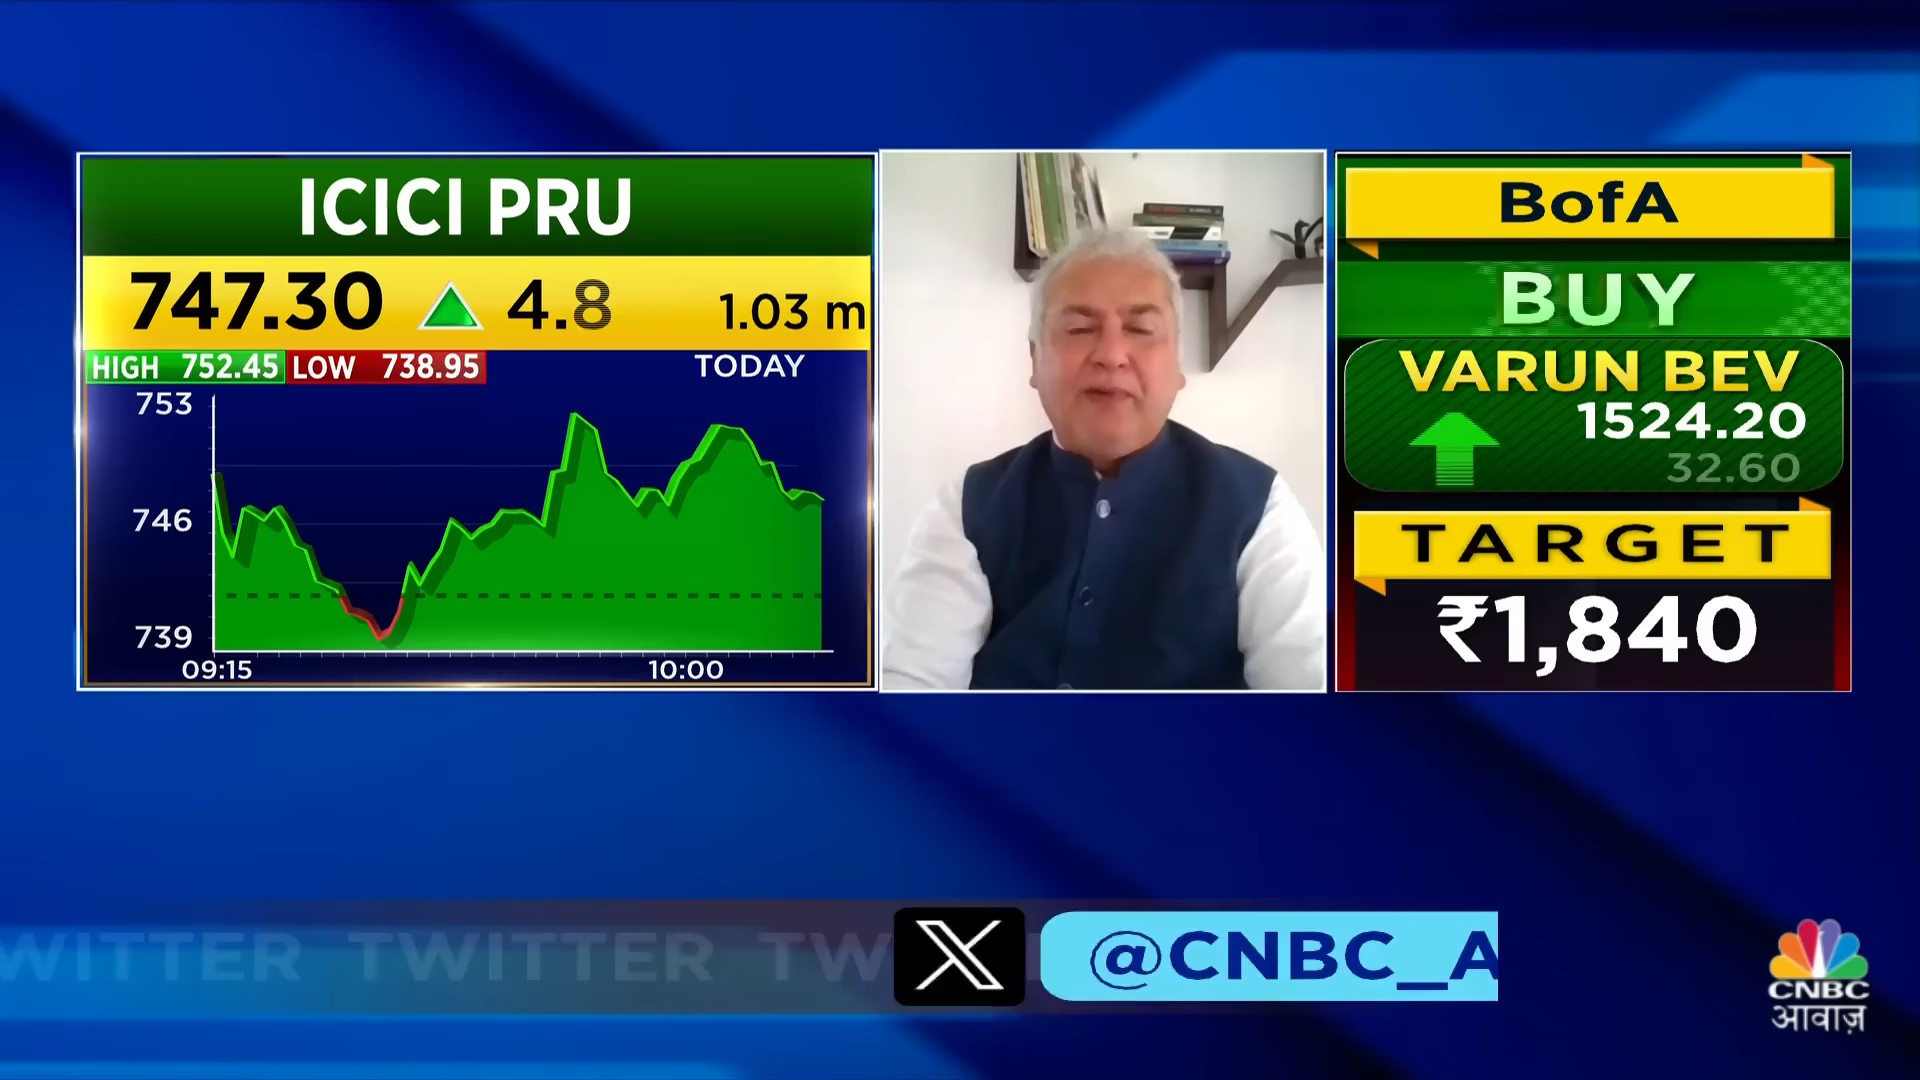 ICICI PRU
747.30 4.8 1.03 m
HIGH 752.45 LOW 738.95 TODAY
753
746
739
09:15 10:00
BofA
BUY
VARUN BEV
1524.20
32.60
TARGET
₹1,840
WITTER TWITTER TW
@CNBC_A
CNBC
आवाज़